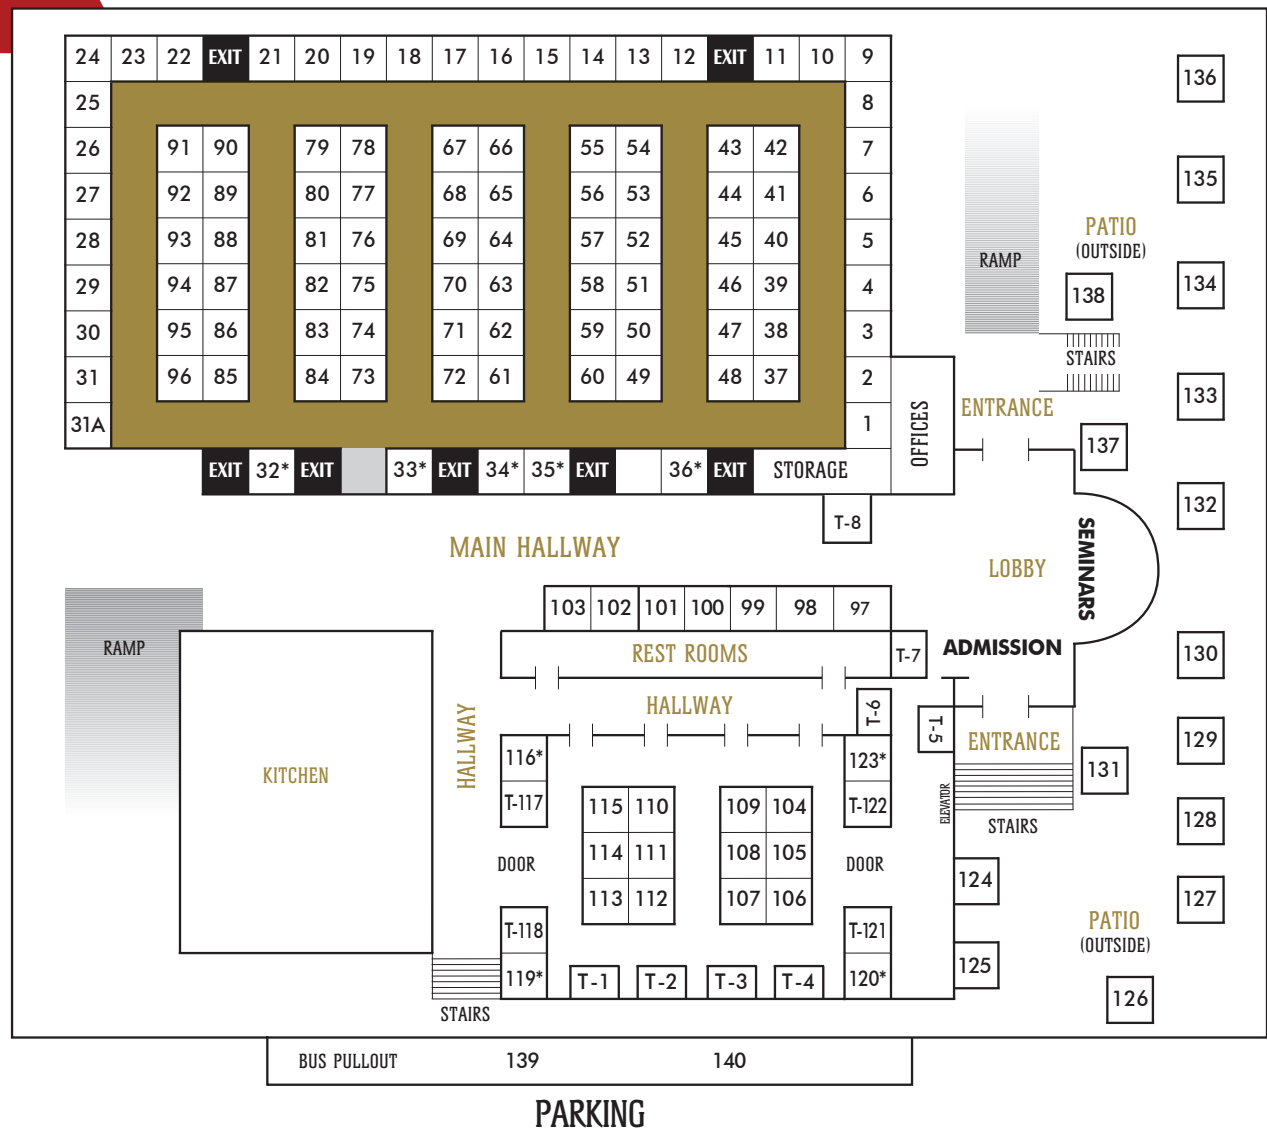 24 23 22 EXIT 21 20 19 18 17 16 15 14 13 12 EXIT 11 10 9
136
25 8
26 91 90 79 78 67 66 55 54 43 42 7
135
27 92 89 80 77 68 65 56 53 44 41 6
PATIO
(OUTSIDE)
28 93 88 81 76 69 64 57 52 45 40 5
RAMP
29 94 87 82 75 70 63 58 51 46 39 4
138 134
30 95 86 83 74 71 62 59 50 47 38 3
STAIRS
31 96 85 84 73 72 61 60 49 48 37 2
133
ENTRANCE
31A 1
OFFICES
137
EXIT 32* EXIT 33* EXIT 34* 35* EXIT 36* EXIT STORAGE
132
T-8
MAIN HALLWAY
SEMINARS
LOBBY
103 102 101 100 99 98 97
RAMP
REST ROOMS
T-7
ADMISSION
130
HALLWAY
T-6
T-5
HALLWAY
ENTRANCE
129
116* 123*
KITCHEN
131
T-117 115 110 109 104 T-122
ELEVATOR
STAIRS
128
DOOR 114 111 108 105 DOOR
124
113 112 107 106
127
PATIO
(OUTSIDE)
T-118 T-121
125
119* T-1 T-2 T-3 T-4 120*
126
STAIRS
BUS PULLOUT 139 140
PARKING